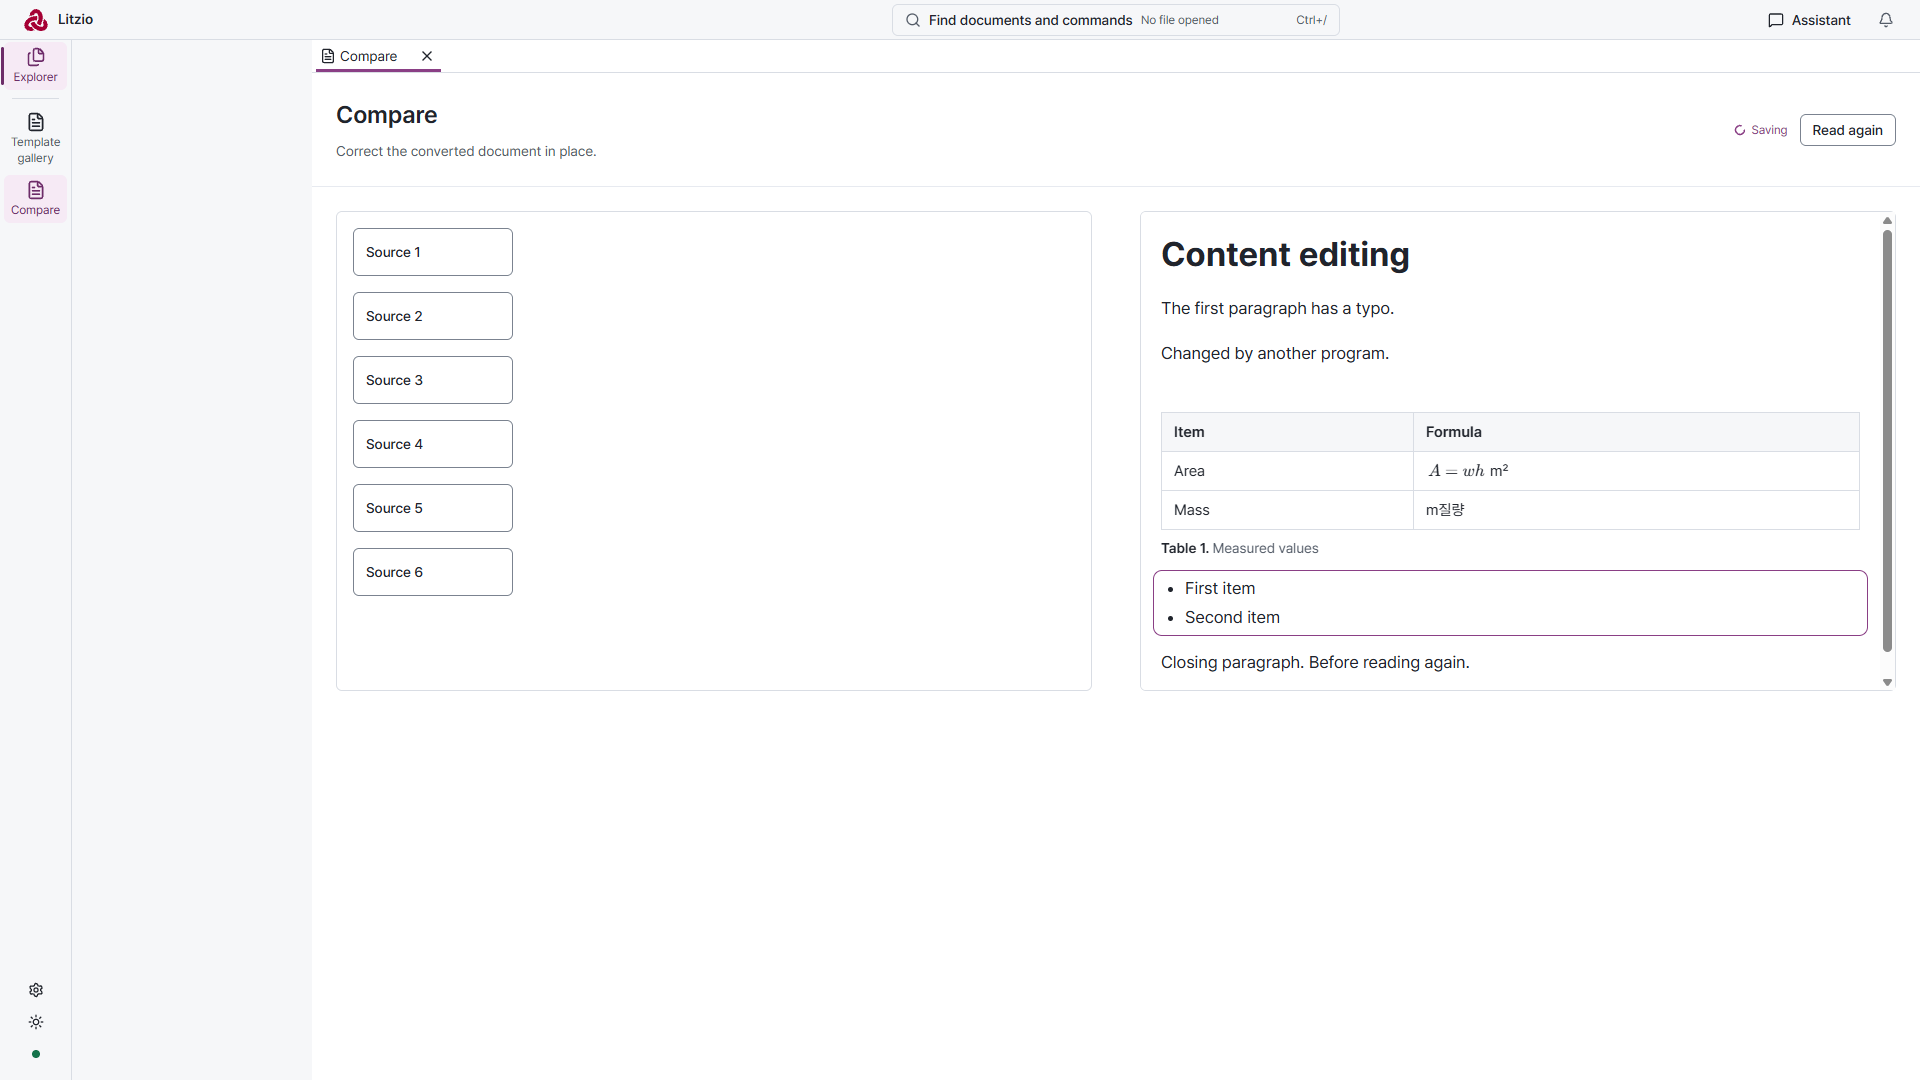 Litzio
Find documents and commands No file opened Ctrl+/
Assistant
Explorer
Template
gallery
Compare
Compare
Compare
Correct the converted document in place.
Saving
Read again
Source 1
Source 2
Source 3
Source 4
Source 5
Source 6
Content editing
The first paragraph has a typo.
Changed by another program.
Item Formula
Area A = wh m²
Mass m질량
Table 1. Measured values
• First item
• Second item
Closing paragraph. Before reading again.